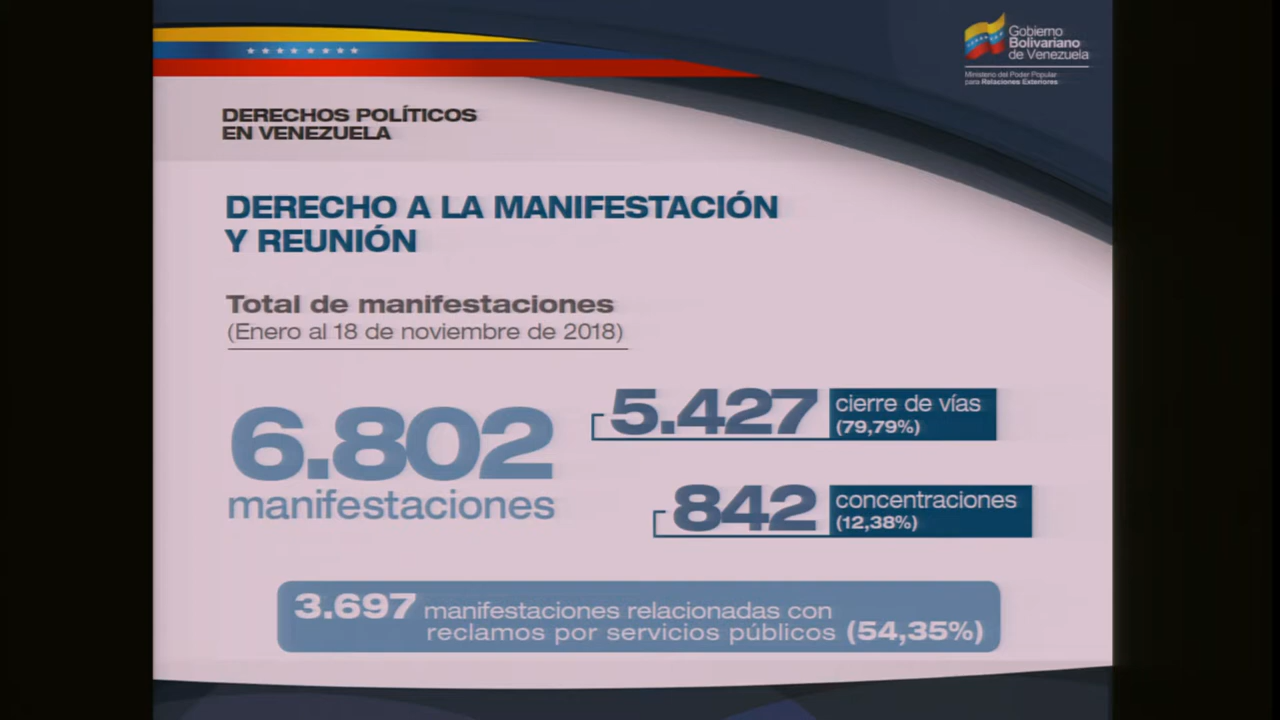 Gobierno
Bolivariano
de Venezuela
Ministerio del Poder Popular
para Relaciones Exteriores
DERECHOS POLÍTICOS
EN VENEZUELA
DERECHO A LA MANIFESTACIÓN
Y REUNIÓN
Total de manifestaciones
(Enero al 18 de noviembre de 2018)
6.802
manifestaciones
5.427 cierre de vías
(79,79%)
842 concentraciones
(12,38%)
3.697 manifestaciones relacionadas con
reclamos por servicios públicos (54,35%)